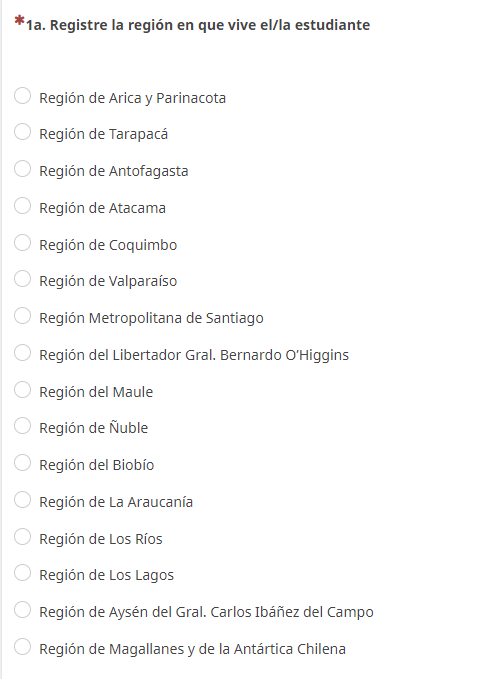 *1a. Registre la región en que vive el/la estudiante
Región de Arica y Parinacota
Región de Tarapacá
Región de Antofagasta
Región de Atacama
Región de Coquimbo
Región de Valparaíso
Región Metropolitana de Santiago
Región del Libertador Gral. Bernardo O’Higgins
Región del Maule
Región de Ñuble
Región del Biobío
Región de La Araucanía
Región de Los Ríos
Región de Los Lagos
Región de Aysén del Gral. Carlos Ibáñez del Campo
Región de Magallanes y de la Antártica Chilena